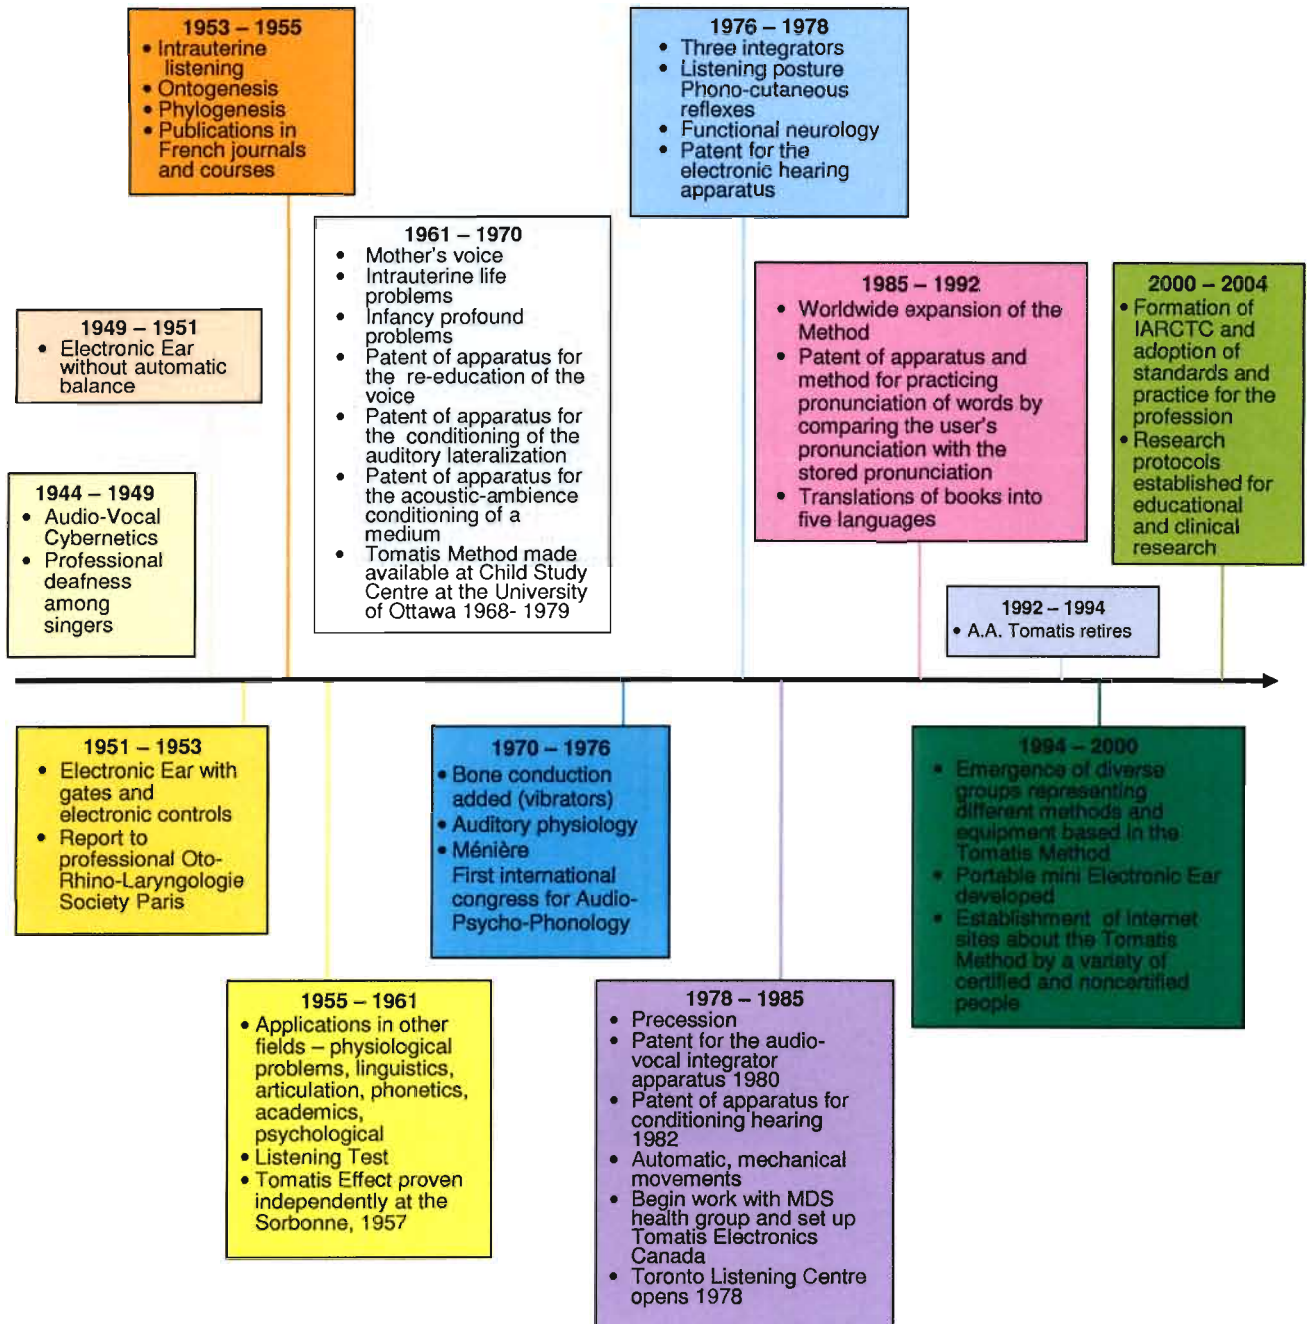 1953 – 1955
• Intrauterine
listening
• Ontogenesis
• Phylogenesis
• Publications in
French journals
and courses
1976 – 1978
• Three integrators
• Listening posture
Phono-cutaneous
reflexes
• Functional neurology
• Patent for the
electronic hearing
apparatus
1961 – 1970
• Mother's voice
• Intrauterine life
problems
• Infancy profound
problems
• Patent of apparatus for
the re-education of the
voice
• Patent of apparatus for
the conditioning of the
auditory lateralization
• Patent of apparatus for
the acoustic-ambience
conditioning of a
medium
• Tomatis Method made
available at Child Study
Centre at the University
of Ottawa 1968- 1979
1985 – 1992
• Worldwide expansion of the
Method
• Patent of apparatus and
method for practicing
pronunciation of words by
comparing the user's
pronunciation with the
stored pronunciation
• Translations of books into
five languages
2000 – 2004
• Formation of
IARCTC and
adoption of
standards and
practice for the
profession
• Research
protocols
established for
educational
and clinical
research
1949 – 1951
• Electronic Ear
without automatic
balance
1944 – 1949
• Audio-Vocal
Cybernetics
• Professional
deafness
among
singers
1992 – 1994
• A.A. Tomatis retires
1951 – 1953
• Electronic Ear with
gates and
electronic controls
• Report to
professional Oto-
Rhino-Laryngologie
Society Paris
1970 – 1976
• Bone conduction
added (vibrators)
• Auditory physiology
• Ménière
First international
congress for Audio-
Psycho-Phonology
1994 – 2000
• Emergence of diverse
groups representing
different methods and
equipment based in the
Tomatis Method
• Portable mini Electronic Ear
developed
• Establishment of internet
sites about the Tomatis
Method by a variety of
certified and noncertified
people
1955 – 1961
• Applications in other
fields – physiological
problems, linguistics,
articulation, phonetics,
academics,
psychological
• Listening Test
• Tomatis Effect proven
independently at the
Sorbonne, 1957
1978 – 1985
• Precession
• Patent for the audio-
vocal integrator
apparatus 1980
• Patent of apparatus for
conditioning hearing
1982
• Automatic, mechanical
movements
• Begin work with MDS
health group and set up
Tomatis Electronics
Canada
• Toronto Listening Centre
opens 1978